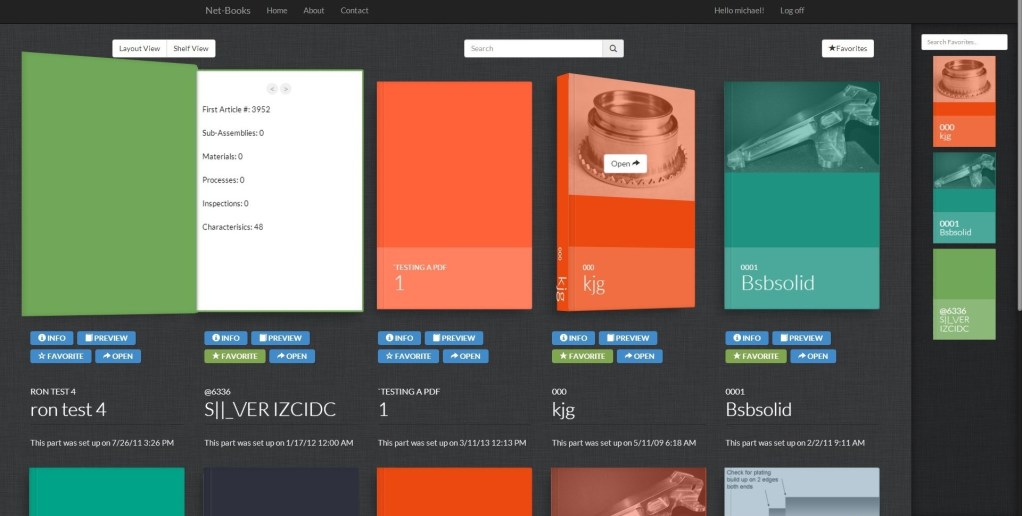 Net-Books Home About Contact Hello michael! Log off
Layout View Shelf View Search ★Favorites Search Favorites...
< >
First Article #: 3952
Sub-Assemblies: 0
Materials: 0
Processes: 0
Inspections: 0
Characterisics: 48
`TESTING A PDF
1
Open
000
kjg
000
kjg
0001
Bsbsolid
000
kjg
0001
Bsbsolid
@6336
S||_\/ER
IZCIDC
INFO PREVIEW INFO PREVIEW INFO PREVIEW INFO PREVIEW INFO PREVIEW
FAVORITE OPEN FAVORITE OPEN FAVORITE OPEN FAVORITE OPEN FAVORITE OPEN
RON TEST 4
ron test 4
This part was set up on 7/26/11 3:26 PM
@6336
S||_\/ER IZCIDC
This part was set up on 1/17/12 12:00 AM
`TESTING A PDF
1
This part was set up on 3/11/13 12:13 PM
000
kjg
This part was set up on 5/11/09 6:18 AM
0001
Bsbsolid
This part was set up on 2/2/11 9:11 AM
Check for plating
build up on 2 edges
both ends